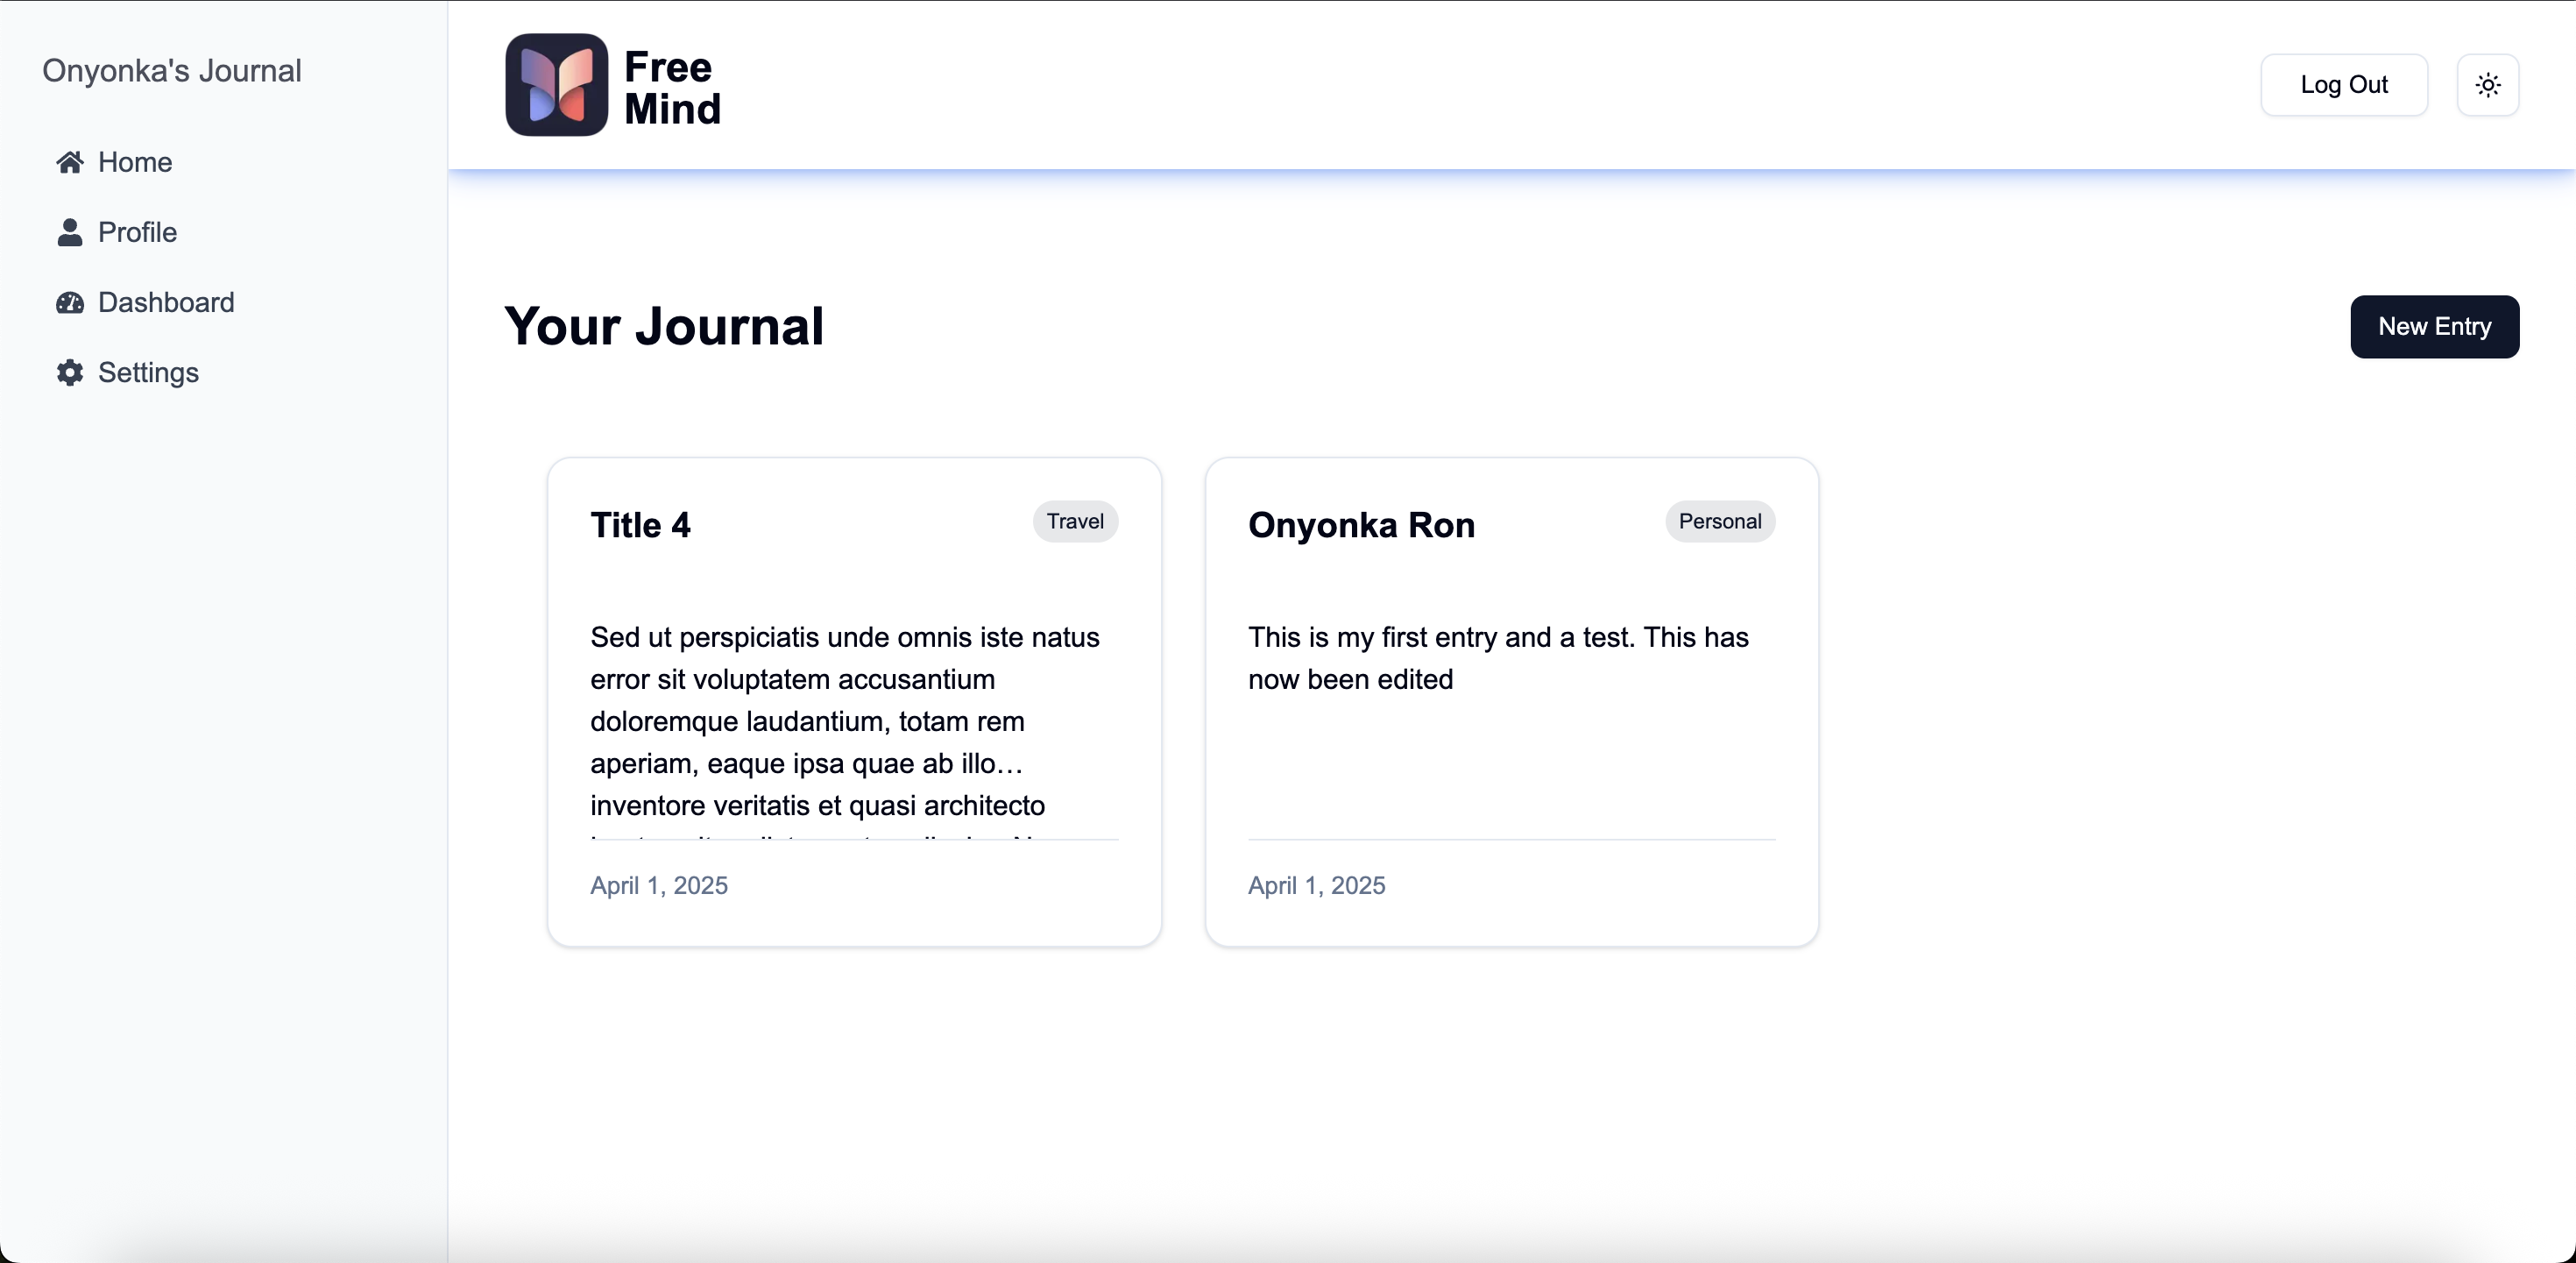 Onyonka's Journal
Home
Profile
Dashboard
Settings
Free
Mind
Log Out
Your Journal
New Entry
Title 4
Travel
Sed ut perspiciatis unde omnis iste natus
error sit voluptatem accusantium
doloremque laudantium, totam rem
aperiam, eaque ipsa quae ab illo…
inventore veritatis et quasi architecto
April 1, 2025
Onyonka Ron
Personal
This is my first entry and a test. This has
now been edited
April 1, 2025